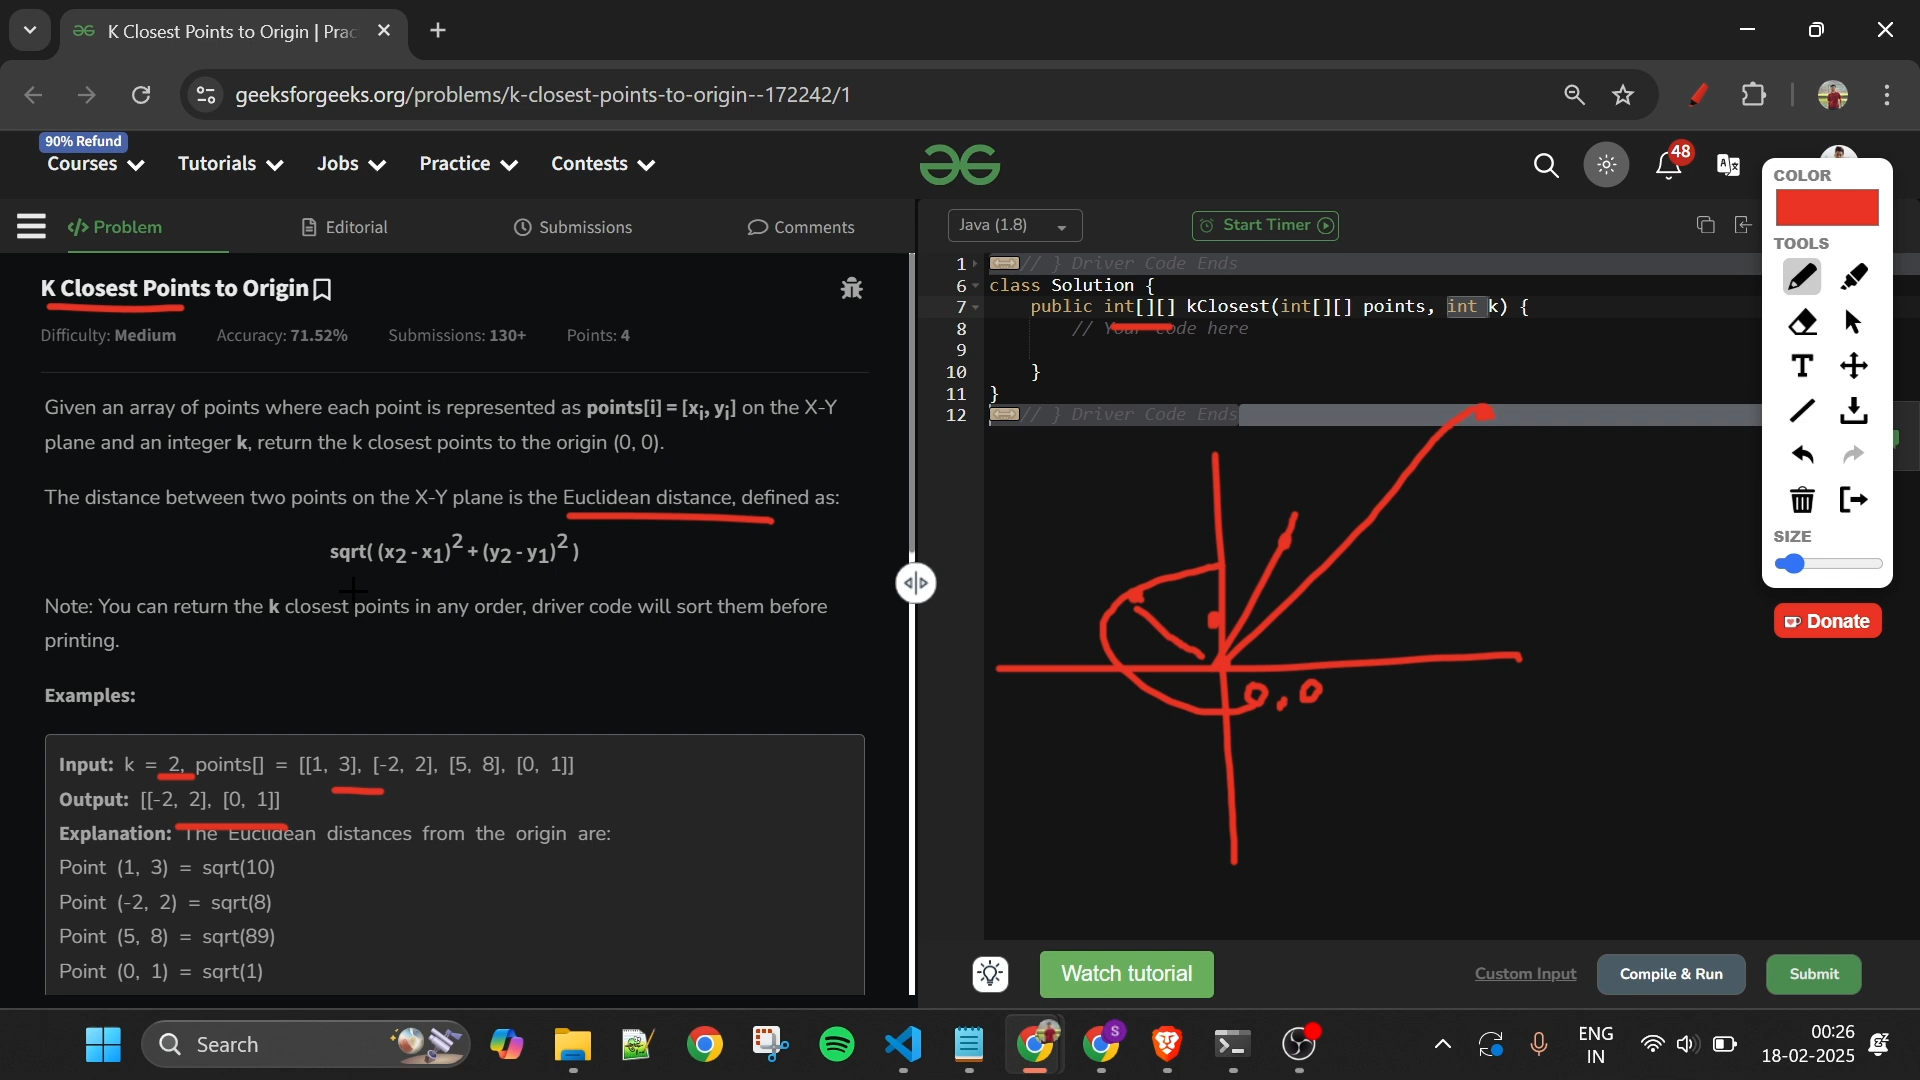 K Closest Points to Origin | Prac
geeksforgeeks.org/problems/k-closest-points-to-origin--172242/1
90% Refund
Courses
Tutorials
Jobs
Practice
Contests
48
COLOR
TOOLS
SIZE
Donate
Problem
Editorial
Submissions
Comments
K Closest Points to Origin
Difficulty: Medium Accuracy: 71.52% Submissions: 130+ Points: 4
Given an array of points where each point is represented as points[i] = [xi, yi] on the X-Y
plane and an integer k, return the k closest points to the origin (0, 0).
The distance between two points on the X-Y plane is the Euclidean distance, defined as:
sqrt( (x2 - x1)2 + (y2 - y1)2 )
Note: You can return the k closest points in any order, driver code will sort them before
printing.
Examples:
Input: k = 2, points[] = [[1, 3], [-2, 2], [5, 8], [0, 1]]
Output: [[-2, 2], [0, 1]]
Explanation: The Euclidean distances from the origin are:
Point (1, 3) = sqrt(10)
Point (-2, 2) = sqrt(8)
Point (5, 8) = sqrt(89)
Point (0, 1) = sqrt(1)
Java (1.8)
Start Timer
1 // } Driver Code Ends
6 class Solution {
7 public int[][] kClosest(int[][] points, int k) {
8 // Your code here
9
10 }
11 }
12 // } Driver Code Ends
0,0
Watch tutorial
Custom Input
Compile & Run
Submit
Search
S
ENG
IN
00:26
18-02-2025